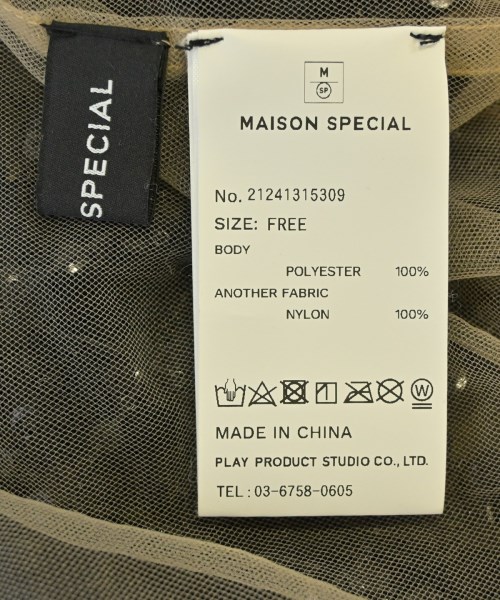 SPECIAL
M
SP
MAISON SPECIAL
No. 21241315309
SIZE: FREE
BODY
POLYESTER 100%
ANOTHER FABRIC
NYLON 100%
W
MADE IN CHINA
PLAY PRODUCT STUDIO CO., LTD.
TEL : 03-6758-0605